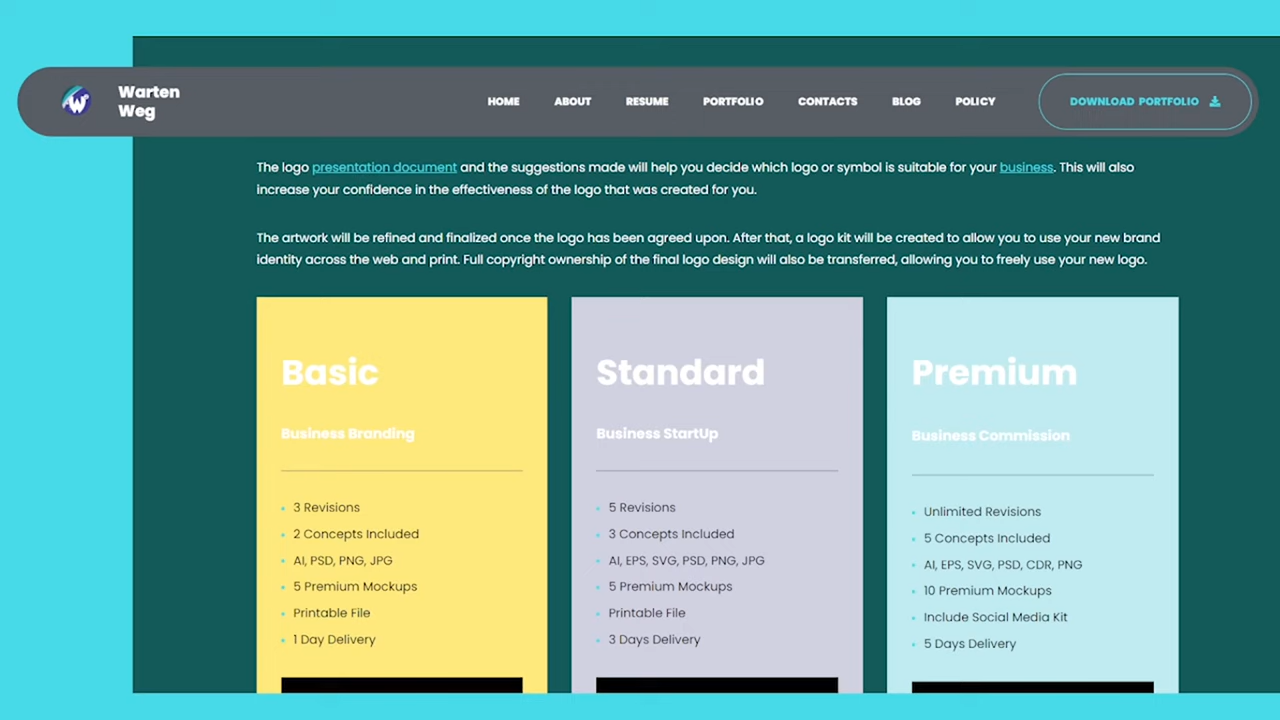 Warten
Weg
HOME
ABOUT
RESUME
PORTFOLIO
CONTACTS
BLOG
POLICY
DOWNLOAD PORTFOLIO
The logo presentation document and the suggestions made will help you decide which logo or symbol is suitable for your business. This will also
increase your confidence in the effectiveness of the logo that was created for you.
The artwork will be refined and finalized once the logo has been agreed upon. After that, a logo kit will be created to allow you to use your new brand
identity across the web and print. Full copyright ownership of the final logo design will also be transferred, allowing you to freely use your new logo.
Basic
Business Branding
3 Revisions
2 Concepts Included
AI, PSD, PNG, JPG
5 Premium Mockups
Printable File
1 Day Delivery
Standard
Business StartUp
5 Revisions
3 Concepts Included
AI, EPS, SVG, PSD, PNG, JPG
5 Premium Mockups
Printable File
3 Days Delivery
Premium
Business Commission
Unlimited Revisions
5 Concepts Included
AI, EPS, SVG, PSD, CDR, PNG
10 Premium Mockups
Include Social Media Kit
5 Days Delivery